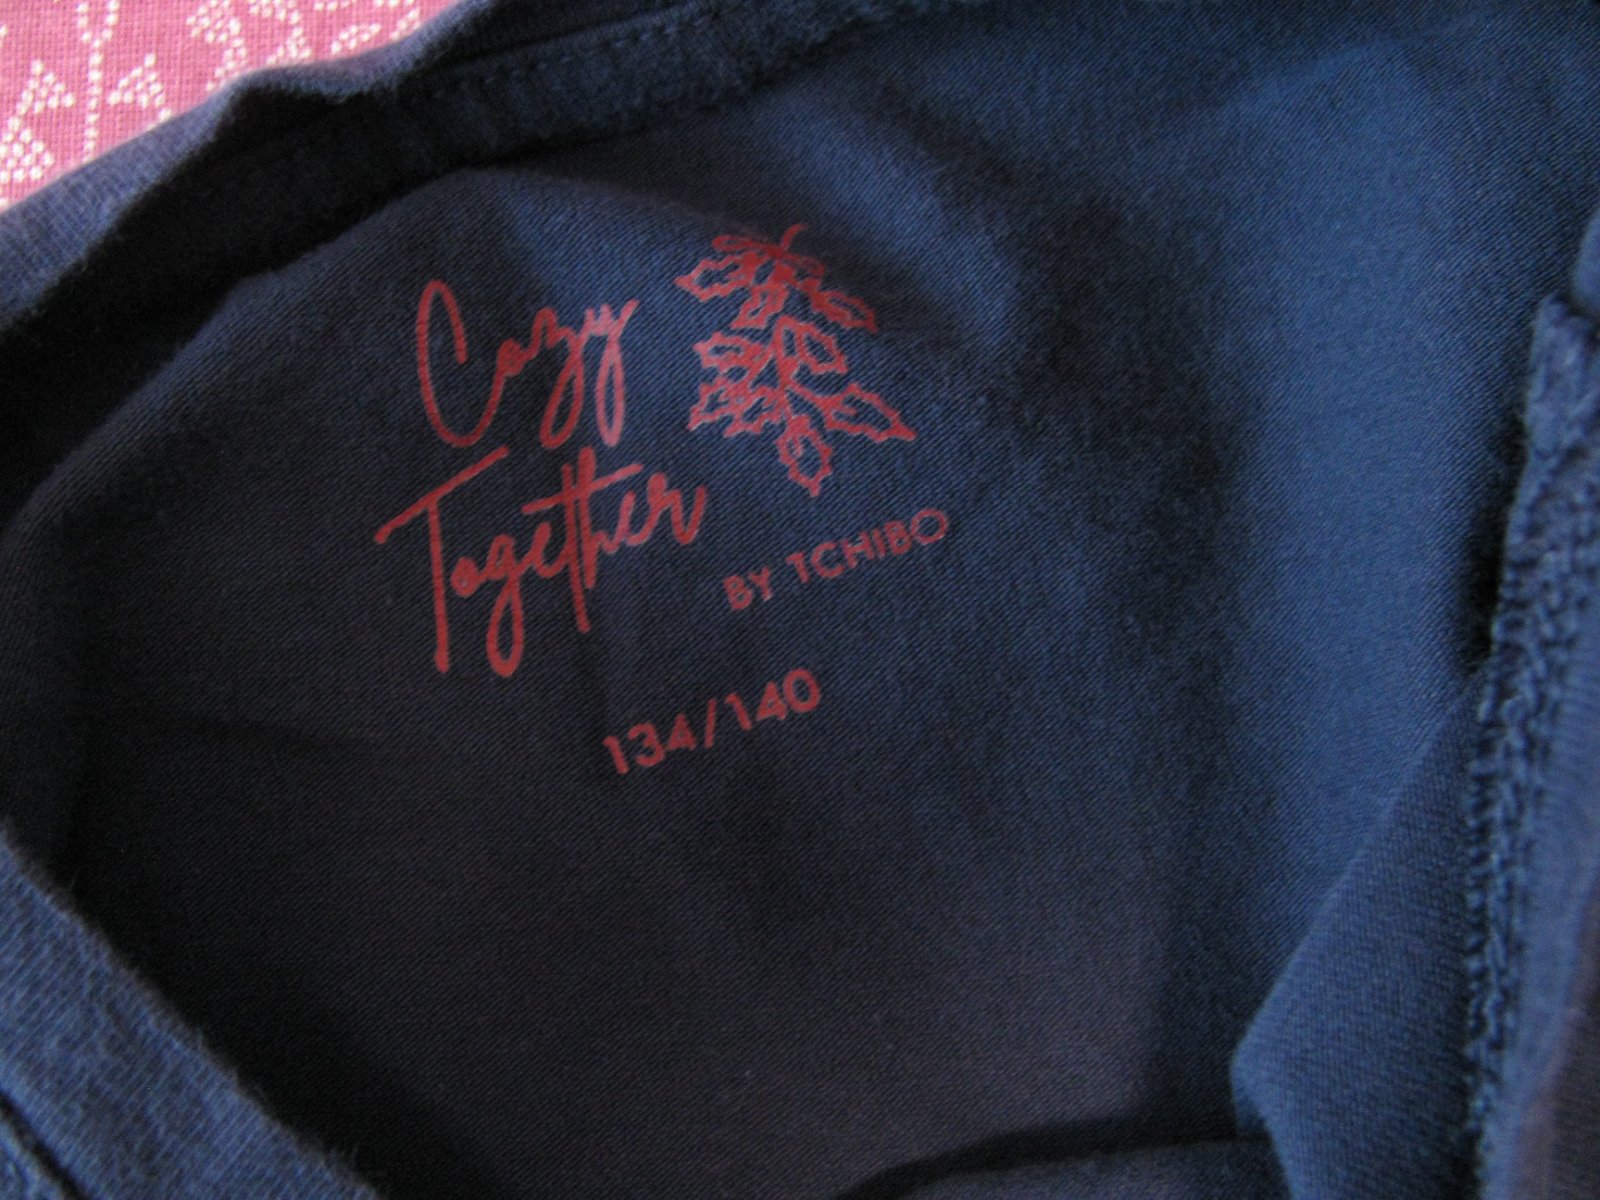 Cozy
Together
BY TCHIBO
134/140